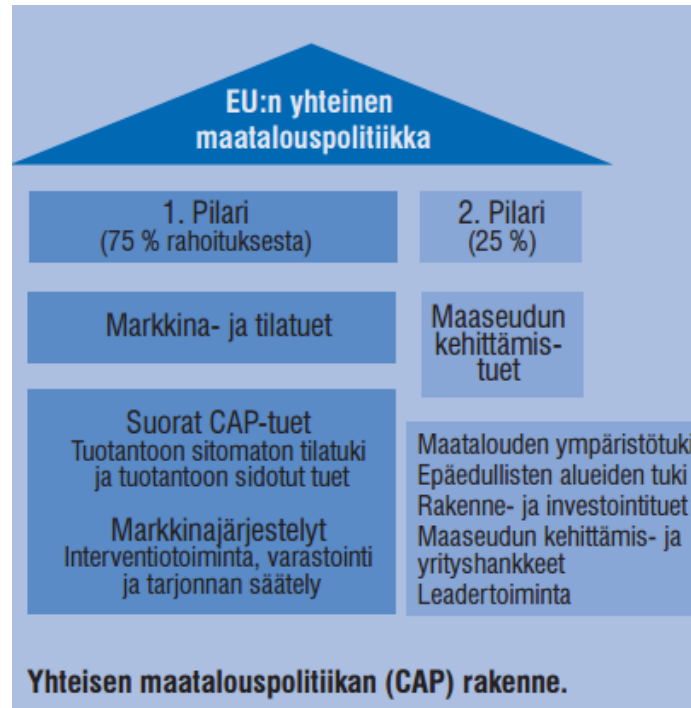 EU:n yhteinen
maatalouspolitiikka
1. Pilari
(75 % rahoituksesta)
2. Pilari
(25 %)
Markkina- ja tilatuet
Maaseudun
kehittämis-
tuet
Suorat CAP-tuet
Tuotantoon sitomaton tilatuki
ja tuotantoon sidotut tuet
Markkinajärjestelyt
Interventiotoiminta, varastointi
ja tarjonnan säätely
Maatalouden ympäristötuki
Epäedullisten alueiden tuki
Rakenne- ja investointituet
Maaseudun kehittämis- ja
yrityshankkeet
Leadertoiminta
Yhteisen maatalouspolitiikan (CAP) rakenne.